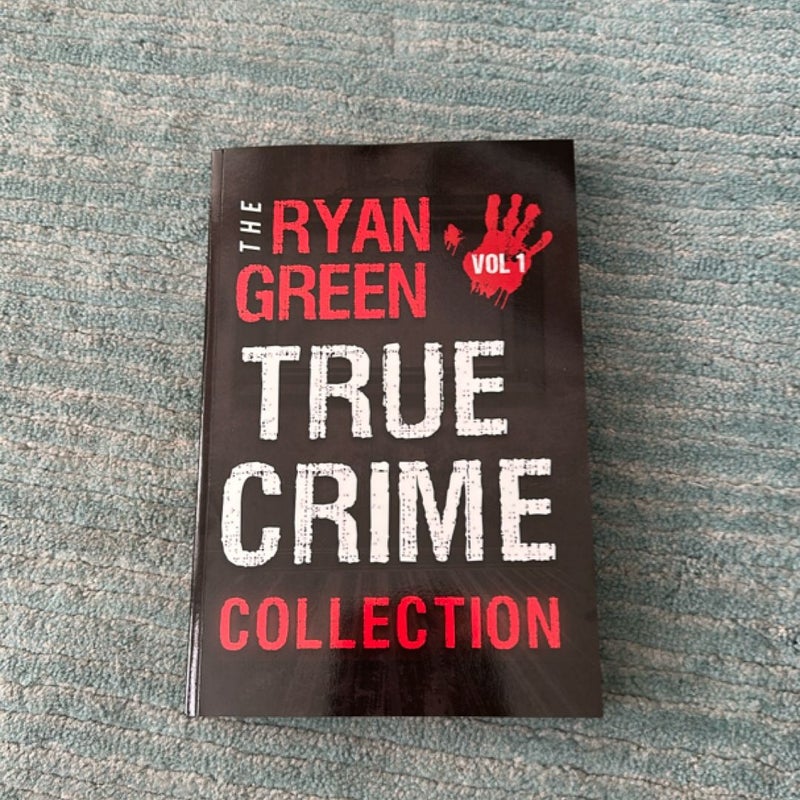 THE
RYAN
GREEN
VOL 1
TRUE
CRIME
COLLECTION